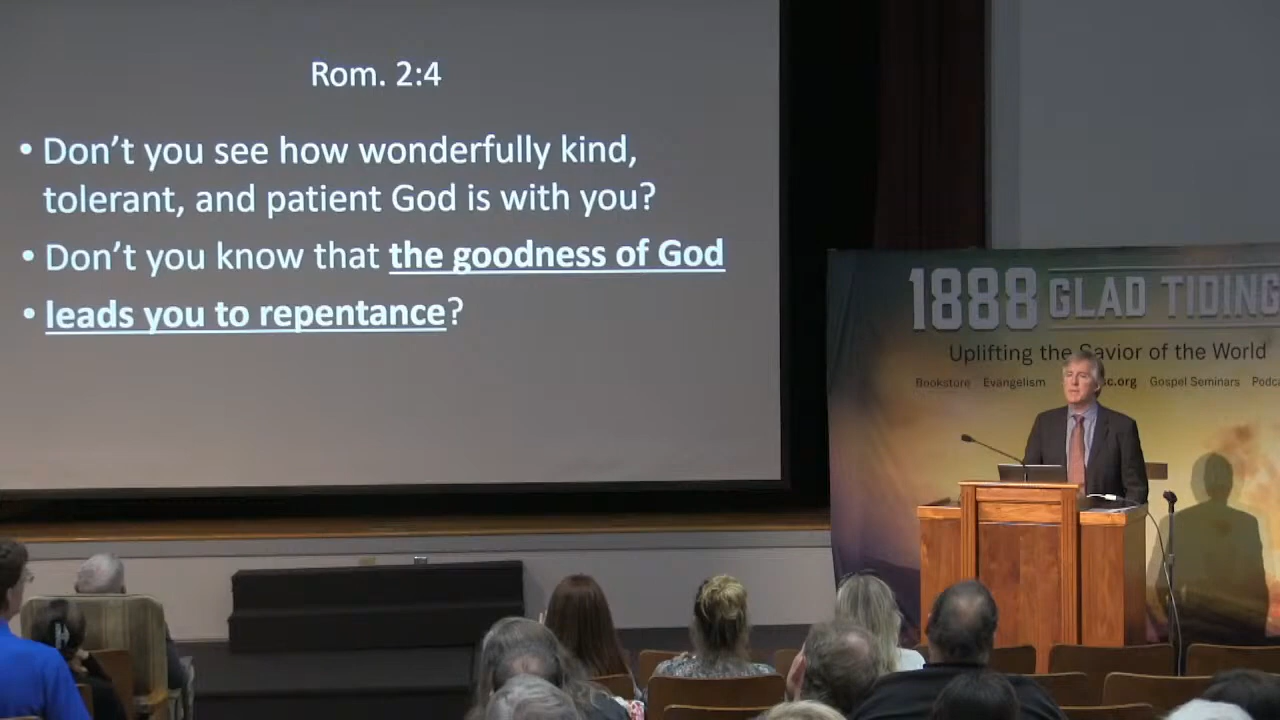 Rom. 2:4
• Don't you see how wonderfully kind,
tolerant, and patient God is with you?
• Don't you know that the goodness of God
• leads you to repentance?
1888 GLAD TIDING
Uplifting the Savior of the World
Bookstore Evangelism c.org Gospel Seminars Podca